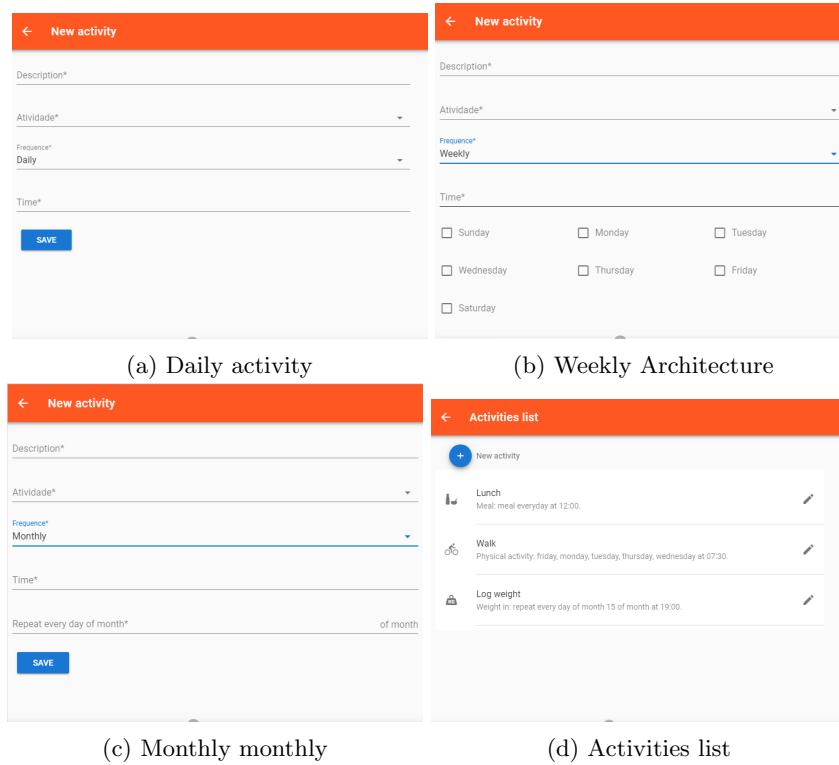 New activity
Description*
Atividade*
Frequence*
Daily
Time*
SAVE
(a) Daily activity
New activity
Description*
Atividade*
Frequence*
Weekly
Time*
Sunday Monday Tuesday
Wednesday Thursday Friday
Saturday
(b) Weekly Architecture
New activity
Description*
Atividade*
Frequence*
Monthly
Time*
Repeat every day of month* of month
SAVE
(c) Monthly monthly
Activities list
+ New activity
Lunch
Meal: meal everyday at 12:00.
Walk
Physical activity: friday, monday, tuesday, thursday, wednesday at 07:30.
Log weight
Weight in: repeat every day of month 15 of month at 19:00.
(d) Activities list